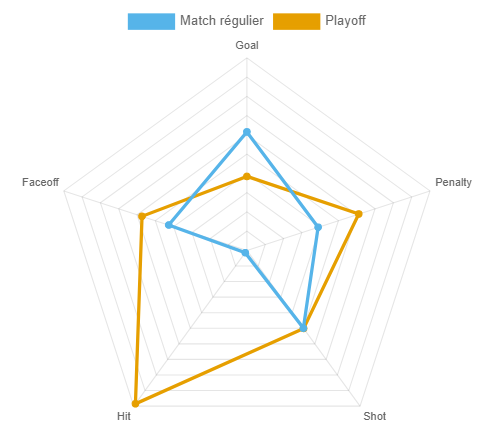 Match régulier Playoff
Goal
Faceoff Penalty
Hit Shot